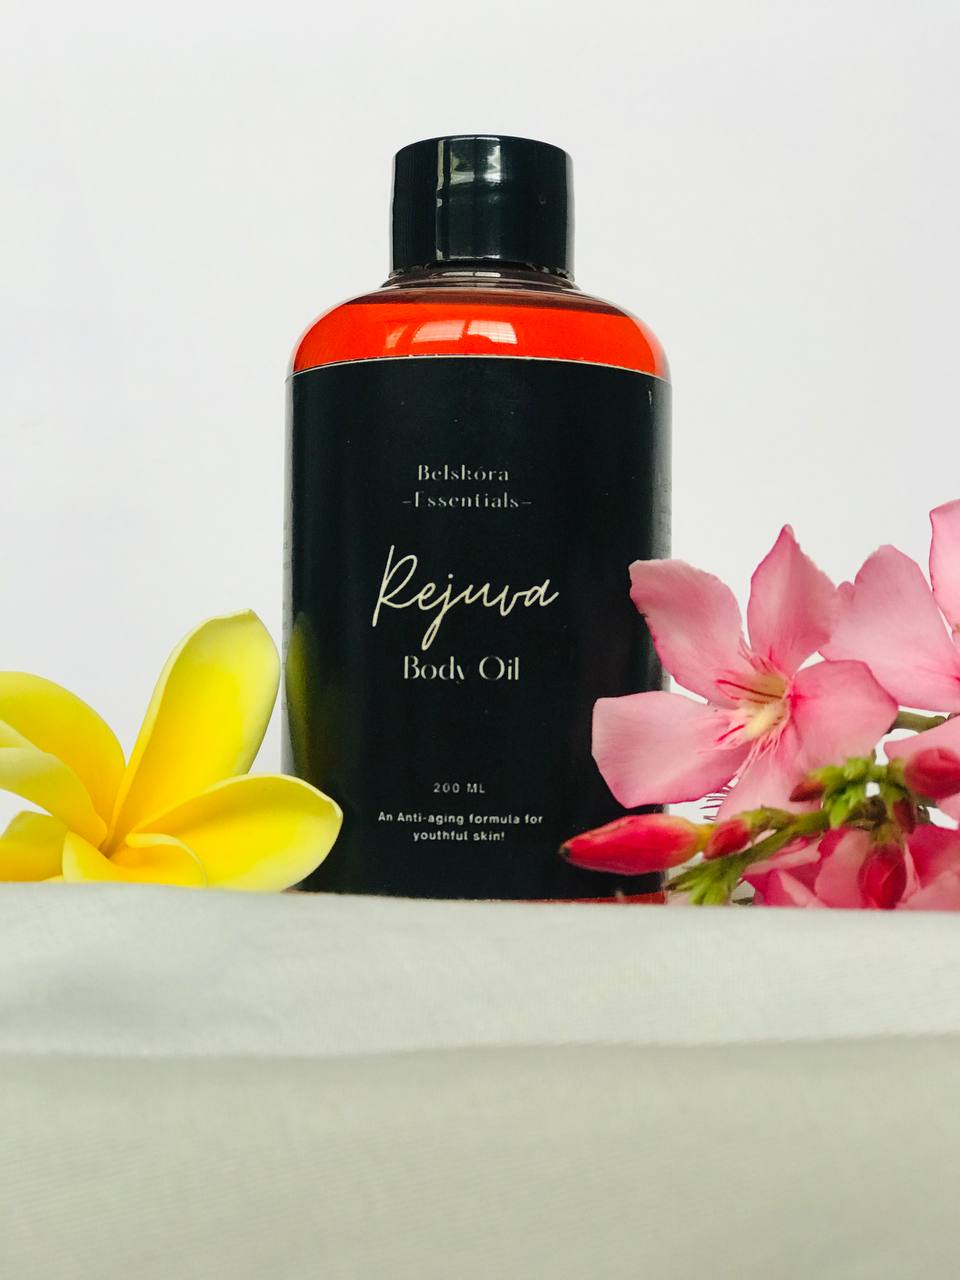 Belskóra
-Essentials-
Rejuva
Body Oil
200 ML
An Anti-aging formula for
youthful skin!